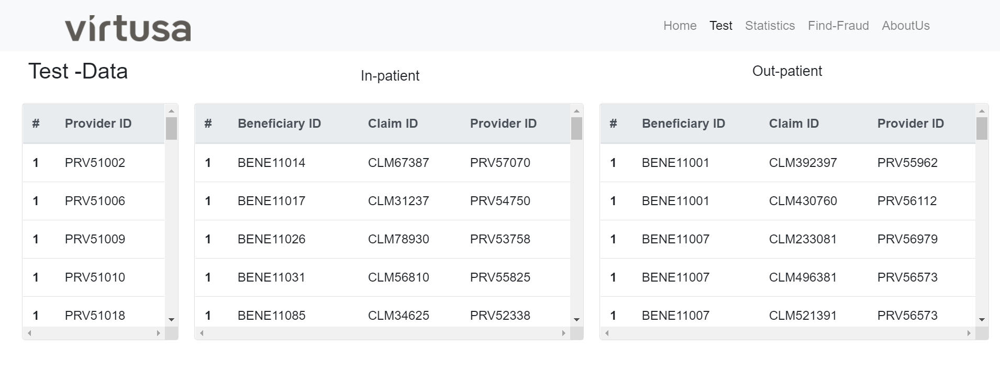 virtusa
Home Test Statistics Find-Fraud AboutUs
Test -Data
In-patient
Out-patient
# Provider ID
1 PRV51002
1 PRV51006
1 PRV51009
1 PRV51010
1 PRV51018
# Beneficiary ID Claim ID Provider ID
1 BENE11014 CLM67387 PRV57070
1 BENE11017 CLM31237 PRV54750
1 BENE11026 CLM78930 PRV53758
1 BENE11031 CLM56810 PRV55825
1 BENE11085 CLM34625 PRV52338
# Beneficiary ID Claim ID Provider ID
1 BENE11001 CLM392397 PRV55962
1 BENE11001 CLM430760 PRV56112
1 BENE11007 CLM233081 PRV56979
1 BENE11007 CLM496381 PRV56573
1 BENE11007 CLM521391 PRV56573